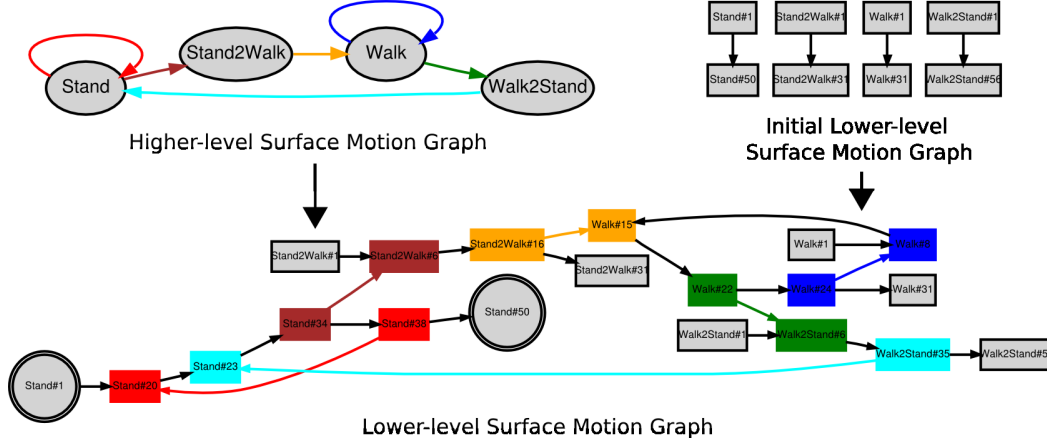 Stand
Stand2Walk
Walk
Walk2Stand
Higher-level Surface Motion Graph
Stand#1
Stand2Walk#1
Walk#1
Walk2Stand#1
Stand#50
Stand2Walk#31
Walk#31
Walk2Stand#56
Initial Lower-level
Surface Motion Graph
Stand2Walk#1
Stand2Walk#6
Stand2Walk#16
Walk#15
Stand2Walk#31
Walk#1
Walk#9
Walk#22
Walk#24
Walk#31
Stand#34
Stand#38
Stand#50
Walk2Stand#1
Walk2Stand#6
Walk2Stand#35
Walk2Stand#5
Stand#1
Stand#20
Stand#23
Lower-level Surface Motion Graph